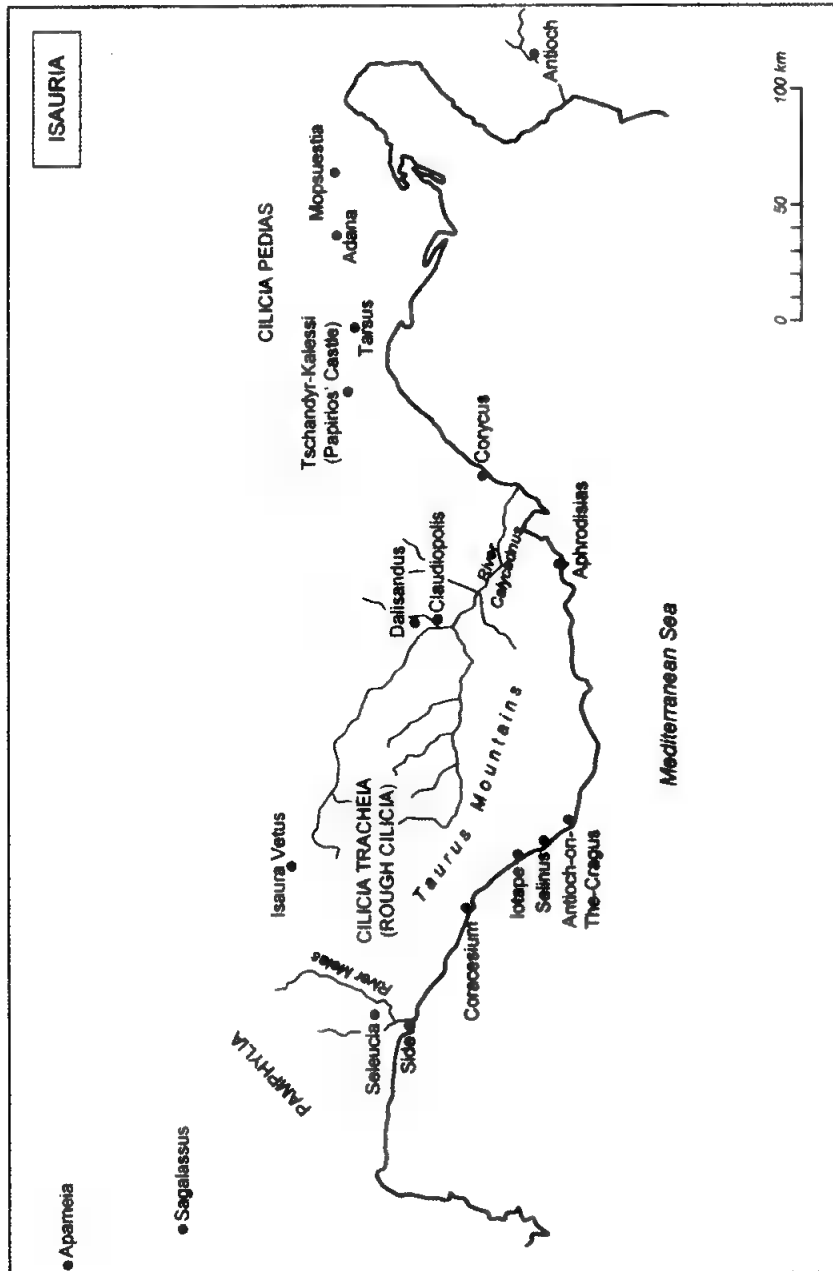 ISAURIA
Apameia
Sagalassus
PAMPHYLIA
Seleucia
Side
River Melas
Isaura Vetus
CILICIA TRACHEIA
(ROUGH CILICIA)
Taurus Mountains
Coracesium
Iotape
Selinus
Antioch-on-
The-Cragus
Dalisandus
Claudiopolis
River
Calycadnus
Aphrodisias
Corycus
Tschandyr-Kalessi
(Papirios' Castle)
Tarsus
CILICIA PEDIAS
Adana
Mopsuestia
Antioch
Mediterranean Sea
0
50
100 km